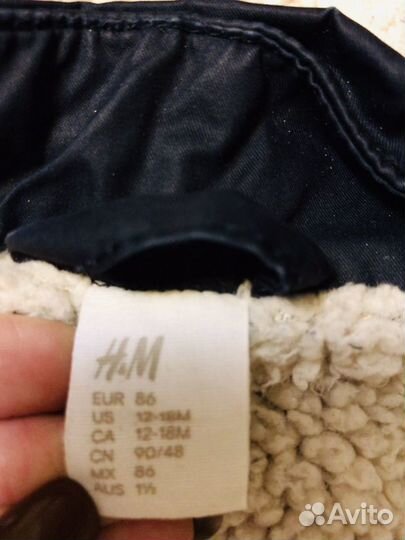 H&M
EUR 86
US 12-18M
CA 12-18M
CN 90/48
MX 86
AUS 1½
Avito